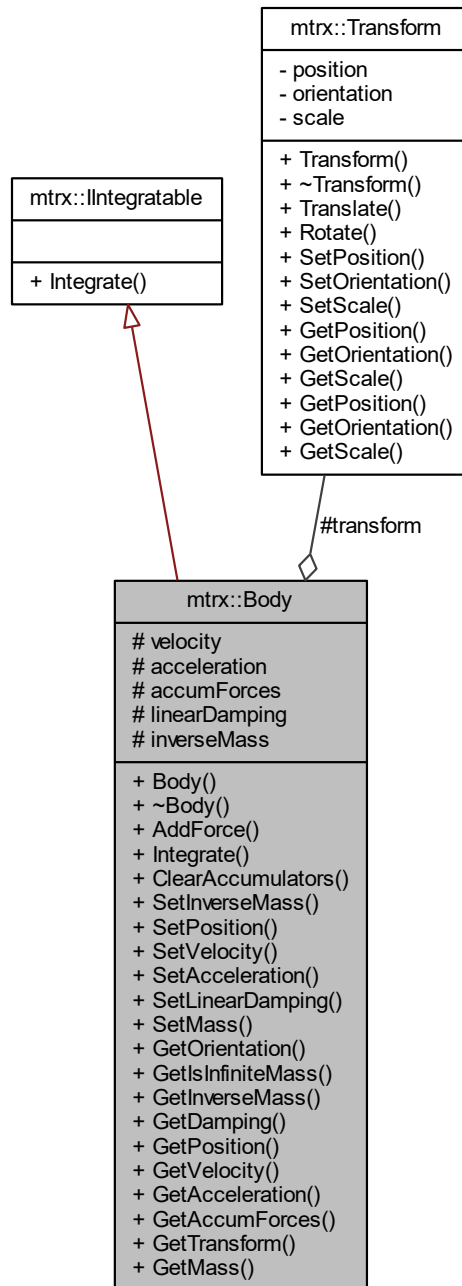 mtrx::Transform
- position
- orientation
- scale
+ Transform()
+ ~Transform()
+ Translate()
+ Rotate()
+ SetPosition()
+ SetOrientation()
+ SetScale()
+ GetPosition()
+ GetOrientation()
+ GetScale()
+ GetPosition()
+ GetOrientation()
+ GetScale()
mtrx::IIntegratable
+ Integrate()
#transform
mtrx::Body
# velocity
# acceleration
# accumForces
# linearDamping
# inverseMass
+ Body()
+ ~Body()
+ AddForce()
+ Integrate()
+ ClearAccumulators()
+ SetInverseMass()
+ SetPosition()
+ SetVelocity()
+ SetAcceleration()
+ SetLinearDamping()
+ SetMass()
+ GetOrientation()
+ GetIsInfiniteMass()
+ GetInverseMass()
+ GetDamping()
+ GetPosition()
+ GetVelocity()
+ GetAcceleration()
+ GetAccumForces()
+ GetTransform()
+ GetMass()